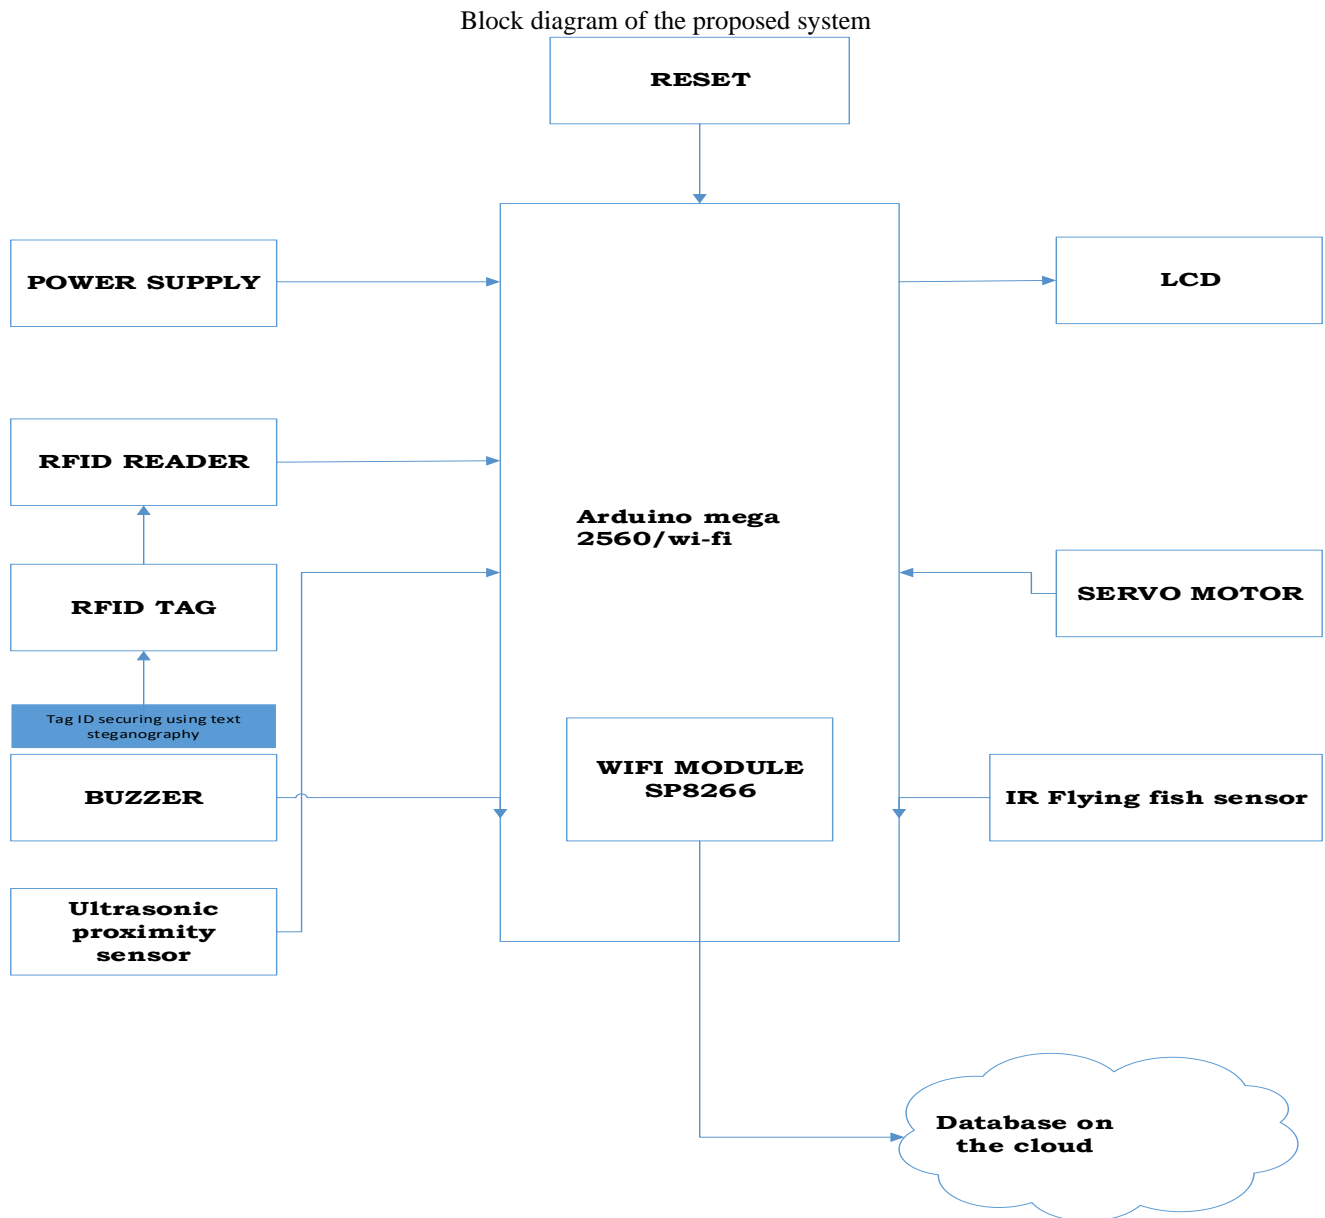 Block diagram of the proposed system
RESET
POWER SUPPLY
LCD
RFID READER
Arduino mega
2560/wi-fi
RFID TAG
SERVO MOTOR
Tag ID securing using text
steganography
BUZZER
WIFI MODULE
SP8266
IR Flying fish sensor
Ultrasonic
proximity
sensor
Database on
the cloud